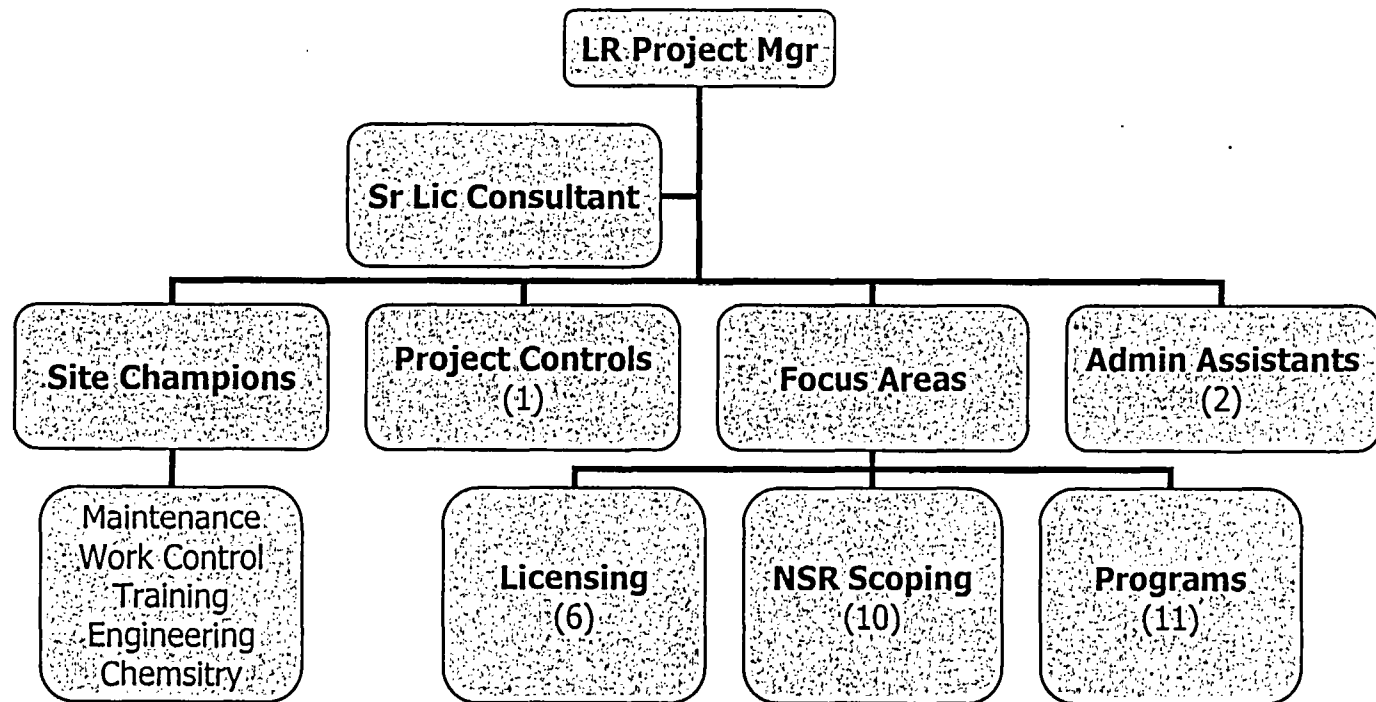 LR Project Mgr
Sr Lic Consultant
Site Champions
Project Controls
(1)
Focus Areas
Admin Assistants
(2)
Maintenance
Work Control
Training
Engineering
Chemsitry
Licensing
(6)
NSR Scoping
(10)
Programs
(11)